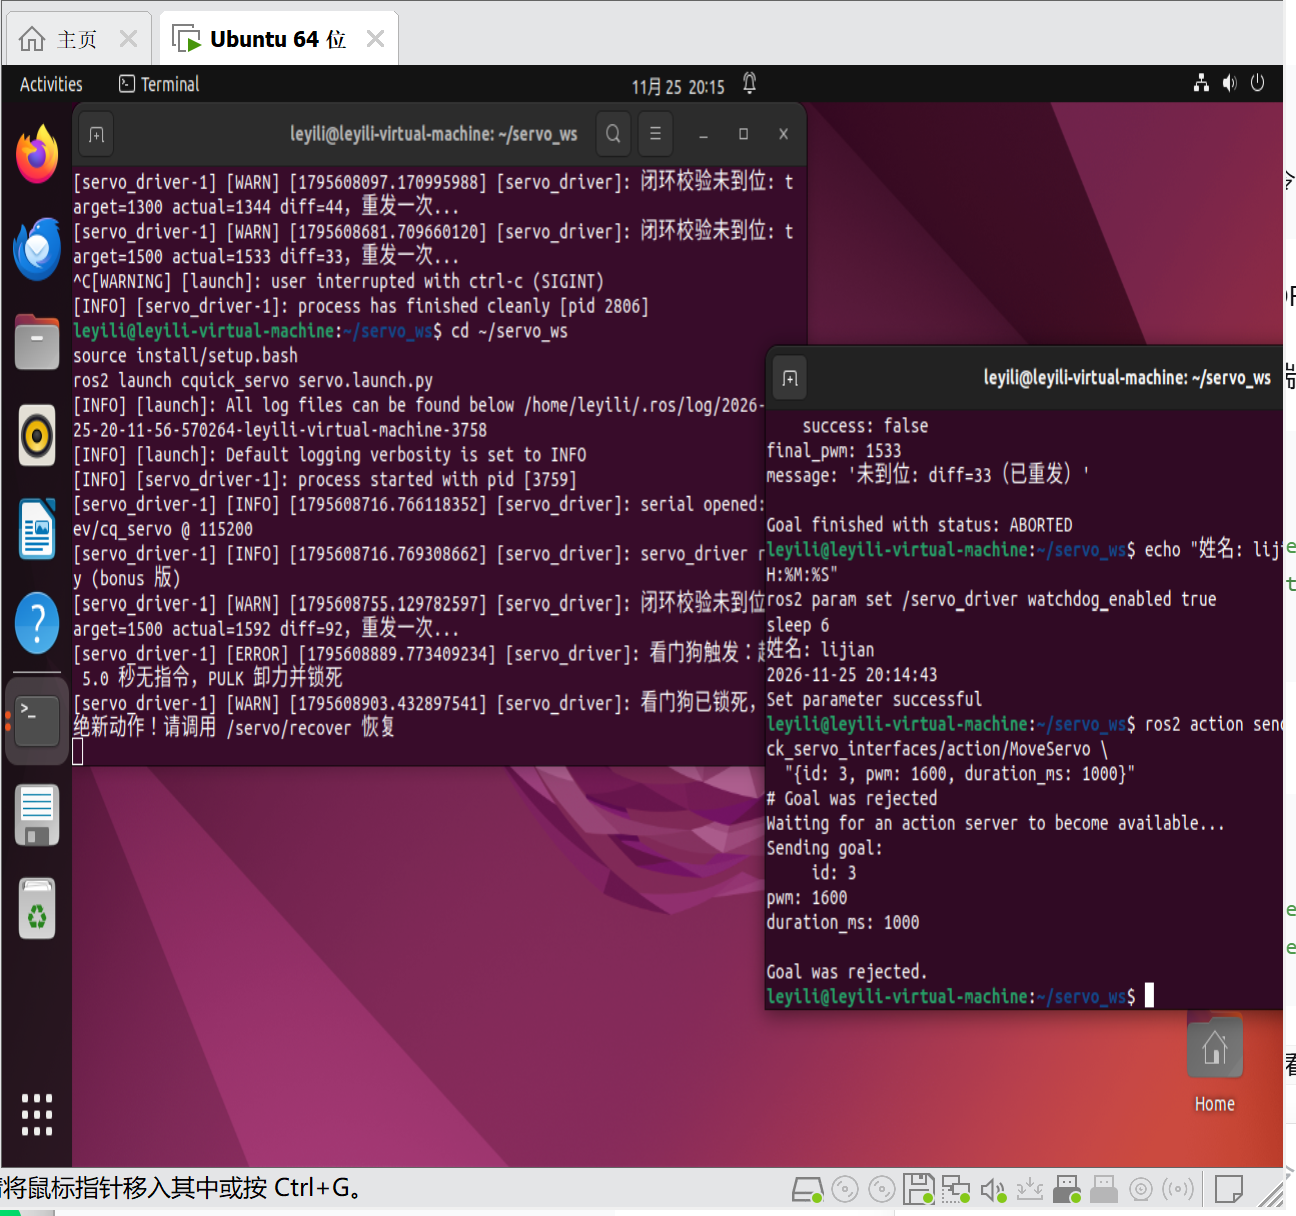 主页
Ubuntu 64 位
Activities
Terminal
11月 25 20:15
leyili@leyili-virtual-machine: ~/servo_ws
[servo_driver-1] [WARN] [1795608097.170995988] [servo_driver]: 闭环校验未到位: t
arget=1300 actual=1344 diff=44，重发一次...
[servo_driver-1] [WARN] [1795608681.709660120] [servo_driver]: 闭环校验未到位: t
arget=1500 actual=1533 diff=33，重发一次...
^C[WARNING] [launch]: user interrupted with ctrl-c (SIGINT)
[INFO] [servo_driver-1]: process has finished cleanly [pid 2806]
leyili@leyili-virtual-machine:~/servo_ws$ cd ~/servo_ws
source install/setup.bash
ros2 launch cquick_servo servo.launch.py
[INFO] [launch]: All log files can be found below /home/leyili/.ros/log/2026-
25-20-11-56-570264-leyili-virtual-machine-3758
[INFO] [launch]: Default logging verbosity is set to INFO
[INFO] [servo_driver-1]: process started with pid [3759]
[servo_driver-1] [INFO] [1795608716.766118352] [servo_driver]: serial opened:
ev/cq_servo @ 115200
[servo_driver-1] [INFO] [1795608716.769308662] [servo_driver]: servo_driver r
y (bonus 版)
[servo_driver-1] [WARN] [1795608755.129782597] [servo_driver]: 闭环校验未到位
arget=1500 actual=1592 diff=92，重发一次...
[servo_driver-1] [ERROR] [1795608889.773409234] [servo_driver]: 看门狗触发：
5.0 秒无指令，PULK 卸力并锁死
[servo_driver-1] [WARN] [1795608903.432897541] [servo_driver]: 看门狗已锁死，
绝新动作！请调用 /servo/recover 恢复
leyili@leyili-virtual-machine: ~/servo_ws
success: false
final_pwm: 1533
message: '未到位: diff=33（已重发）'
Goal finished with status: ABORTED
leyili@leyili-virtual-machine:~/servo_ws$ echo "姓名: lij
H:%M:%S"
ros2 param set /servo_driver watchdog_enabled true
sleep 6
姓名: lijian
2026-11-25 20:14:43
Set parameter successful
leyili@leyili-virtual-machine:~/servo_ws$ ros2 action send
ck_servo_interfaces/action/MoveServo \
"{id: 3, pwm: 1600, duration_ms: 1000}"
# Goal was rejected
Waiting for an action server to become available...
Sending goal:
id: 3
pwm: 1600
duration_ms: 1000
Goal was rejected.
leyili@leyili-virtual-machine:~/servo_ws$
Home
将鼠标指针移入其中或按 Ctrl+G。